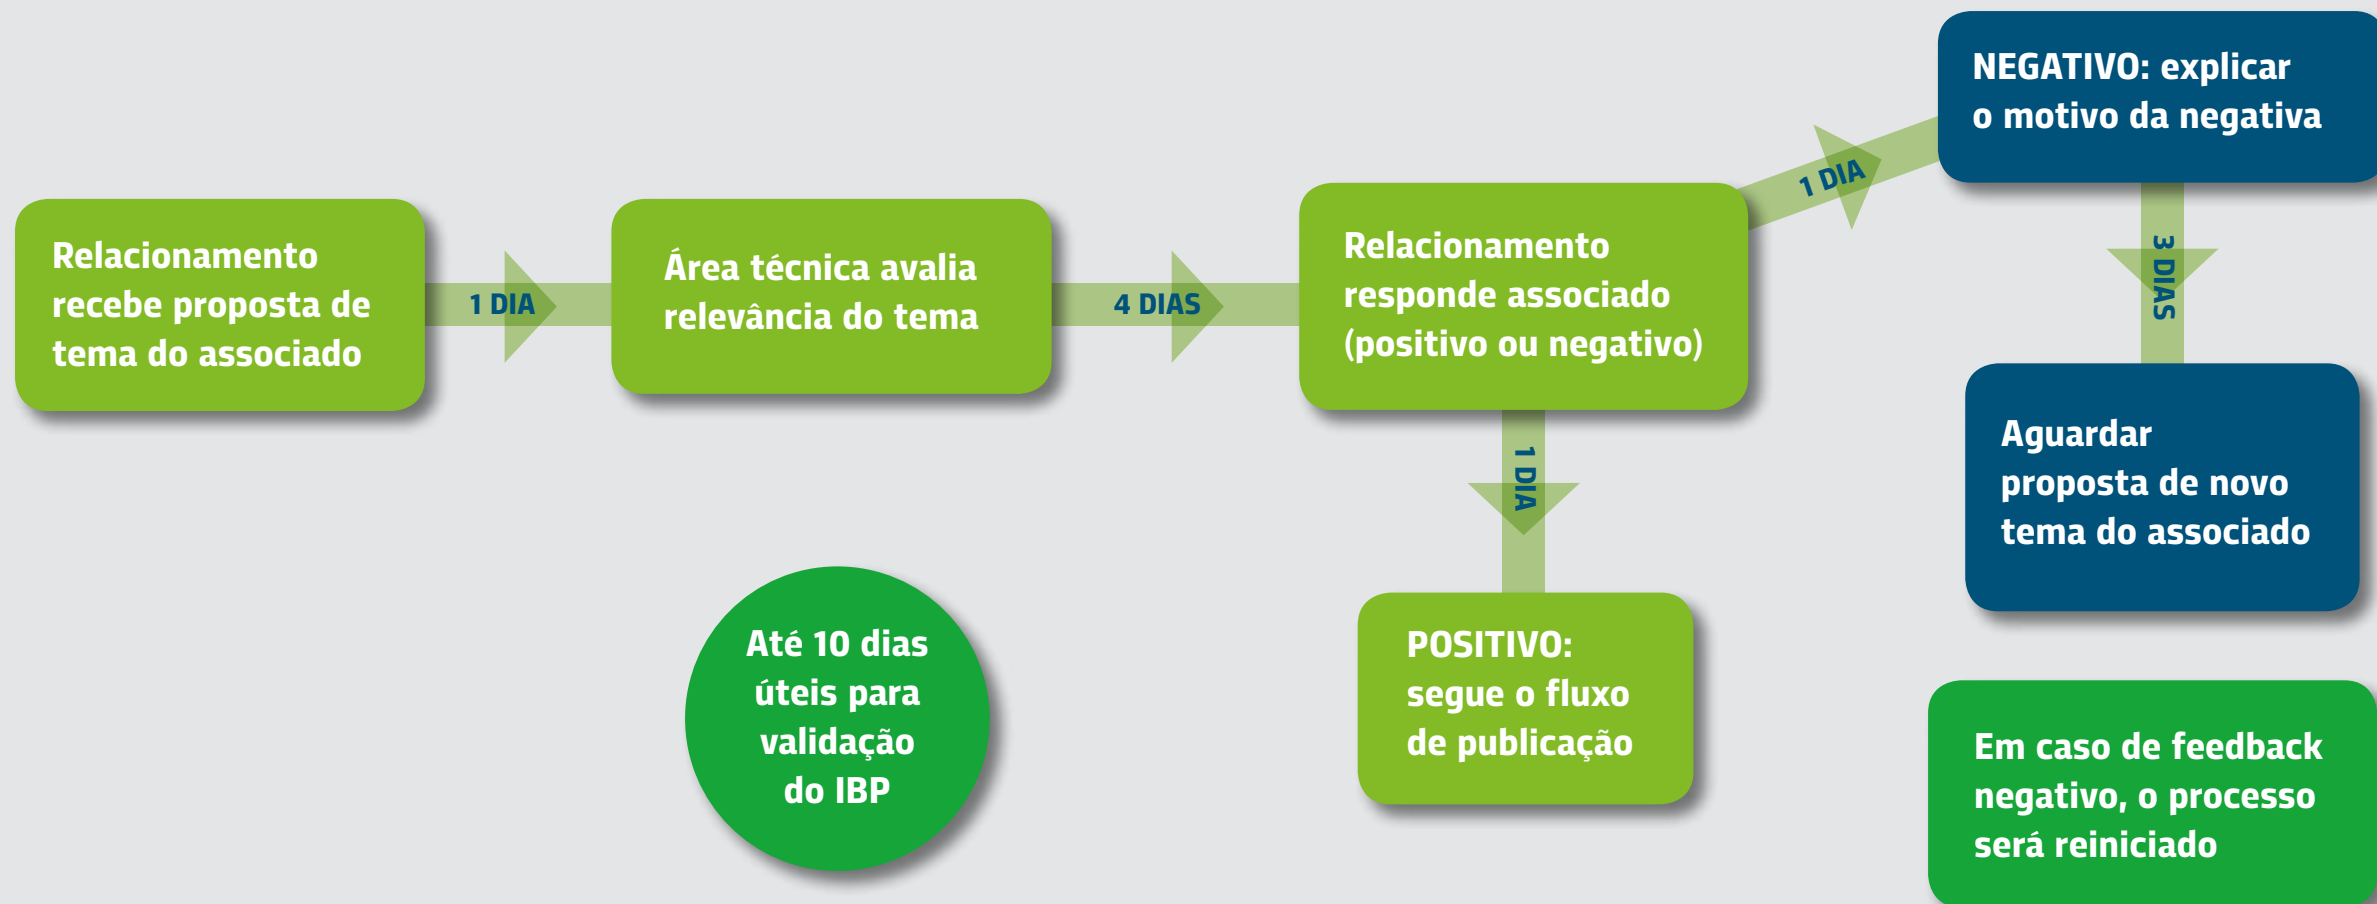 Relacionamento
recebe proposta de
tema do associado
1 DIA
Área técnica avalia
relevância do tema
4 DIAS
Relacionamento
responde associado
(positivo ou negativo)
1 DIA
NEGATIVO: explicar
o motivo da negativa
3 DIAS
Aguardar
proposta de novo
tema do associado
1 DIA
POSITIVO:
segue o fluxo
de publicação
Até 10 dias
úteis para
validação
do IBP
Em caso de feedback
negativo, o processo
será reiniciado